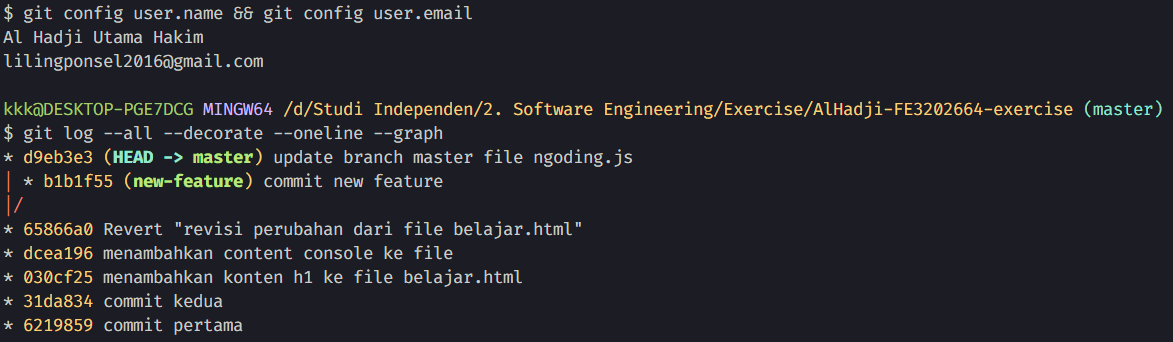 $ git config user.name && git config user.email
Al Hadji Utama Hakim
lilingponsel2016@gmail.com
kkk@DESKTOP-PGE7DCG MINGW64 /d/Studi Independen/2. Software Engineering/Exercise/AlHadji-FE3202664-exercise (master)
$ git log --all --decorate --oneline --graph
* d9eb3e3 (HEAD -> master) update branch master file ngoding.js
| * b1b1f55 (new-feature) commit new feature
|/
* 65866a0 Revert "revisi perubahan dari file belajar.html"
* dcea196 menambahkan content console ke file
* 030cf25 menambahkan konten h1 ke file belajar.html
* 31da834 commit kedua
* 6219859 commit pertama